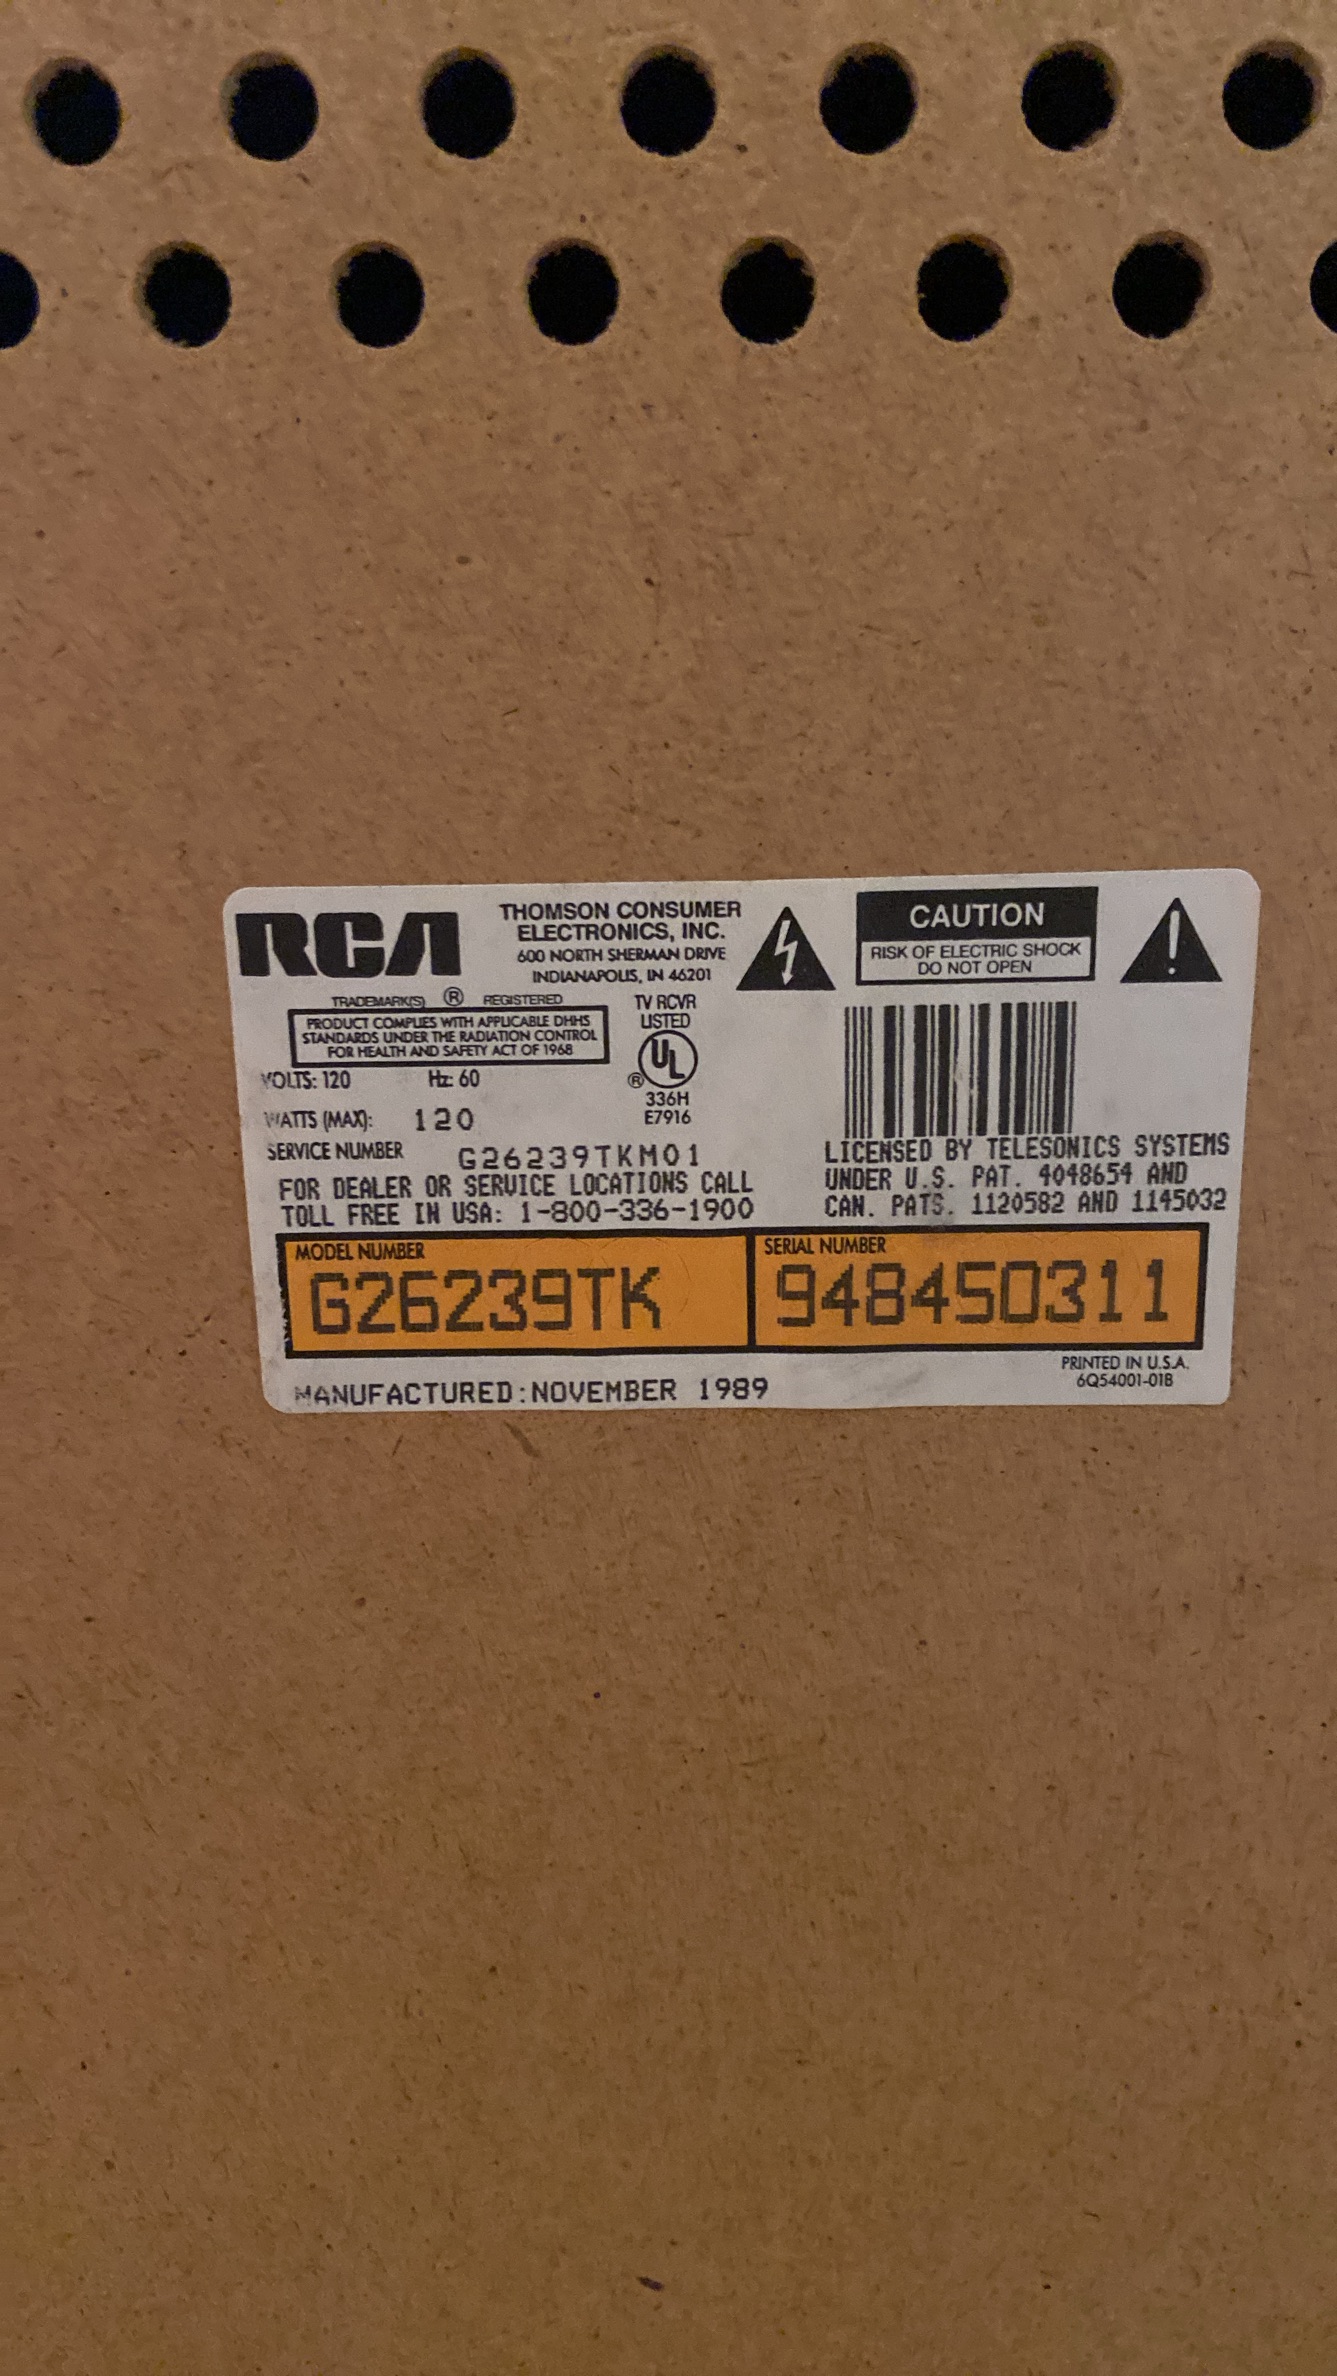 RCA
THOMSON CONSUMER
ELECTRONICS, INC.
600 NORTH SHERMAN DRIVE
INDIANAPOLIS, IN 46201
CAUTION
RISK OF ELECTRIC SHOCK
DO NOT OPEN
TRADEMARK(S) ® REGISTERED
PRODUCT COMPLIES WITH APPLICABLE DHHS
STANDARDS UNDER THE RADIATION CONTROL
FOR HEALTH AND SAFETY ACT OF 1968
TV RCVR
LISTED
UL ®
336H
E7916
VOLTS: 120 Hz: 60
WATTS (MAX): 120
SERVICE NUMBER G26239TKM01
FOR DEALER OR SERVICE LOCATIONS CALL
TOLL FREE IN USA: 1-800-336-1900
LICENSED BY TELESONICS SYSTEMS
UNDER U.S. PAT. 4048654 AND
CAN. PATS. 1120582 AND 1145032
MODEL NUMBER
G26239TK
SERIAL NUMBER
948450311
MANUFACTURED:NOVEMBER 1989
PRINTED IN U.S.A.
6Q54001-01B